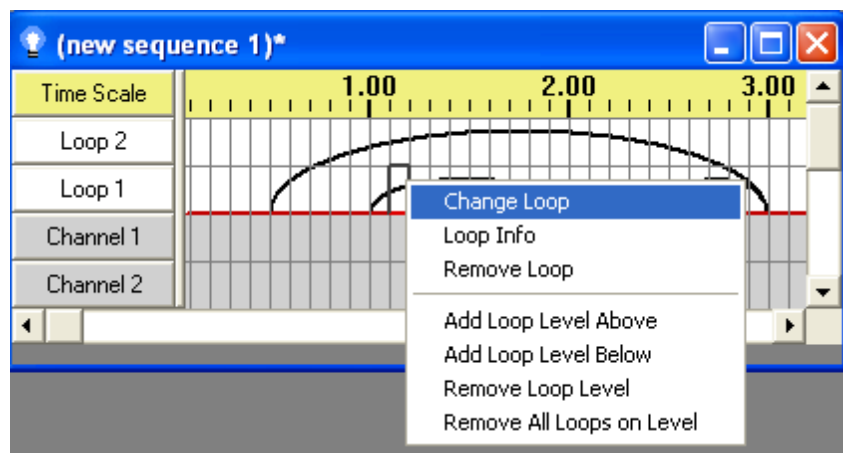 (new sequence 1)*
Time Scale 1.00 2.00 3.00
Loop 2
Loop 1
Channel 1
Channel 2
Change Loop
Loop Info
Remove Loop
Add Loop Level Above
Add Loop Level Below
Remove Loop Level
Remove All Loops on Level